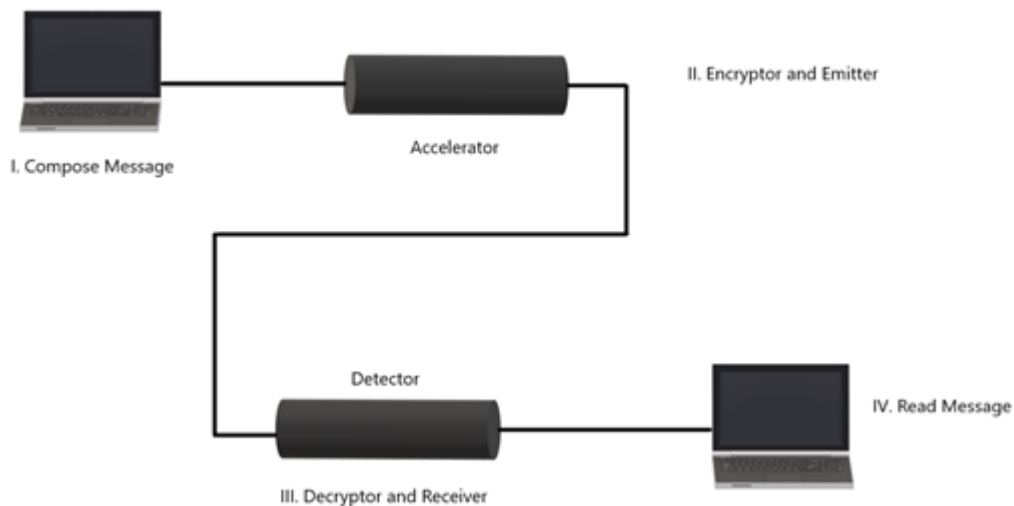 II. Encryptor and Emitter
Accelerator
I. Compose Message
Detector
IV. Read Message
III. Decryptor and Receiver